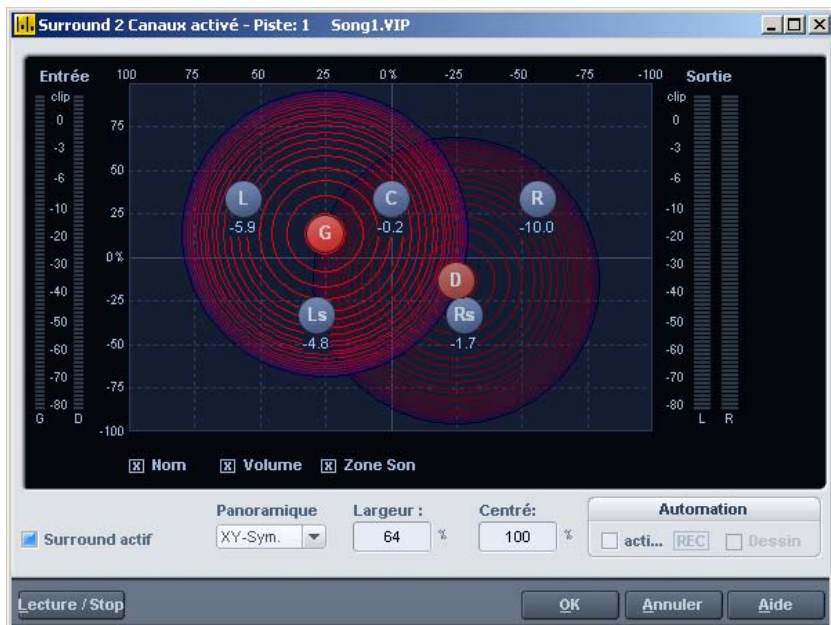 Surround 2 Canaux activé - Piste: 1 Song1.VIP
Entrée 100 75 50 25 0% -25 -50 -75 -100 Sortie
clip
0
-3
-6
-10
-20
-30
-40
-50
-60
-70
-80
G D
75
50
25
0%
-25
-50
-75
-100
L
-5.9
C
-0.2
R
-10.0
G
D
Ls
-4.8
Rs
-1.7
clip
0
-3
-6
-10
-20
-30
-40
-50
-60
-70
-80
L R
x Nom x Volume x Zone Son
Surround actif
Panoramique
XY-Sym.
Largeur :
64 %
Centré:
100 %
Automation
acti... REC Dessin
Lecture / Stop OK Annuler Aide